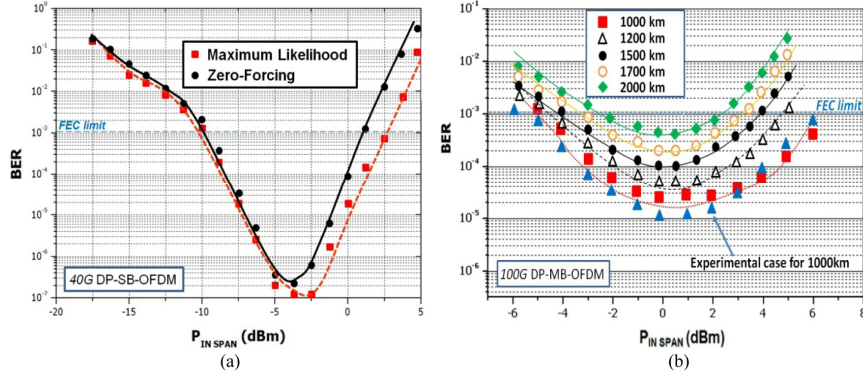 10^0
10^-1
10^-2
10^-3
10^-4
10^-5
10^-6
10^-7
BER
Maximum Likelihood
Zero-Forcing
FEC limit
40G DP-SB-OFDM
-20
-15
-10
-5
0
5
P_IN SPAN (dBm)
(a)
10^-1
10^-2
10^-3
10^-4
10^-5
10^-6
BER
1000 km
1200 km
1500 km
1700 km
2000 km
FEC limit
Experimental case for 1000km
100G DP-MB-OFDM
-6
-4
-2
0
2
4
6
8
P_IN SPAN (dBm)
(b)